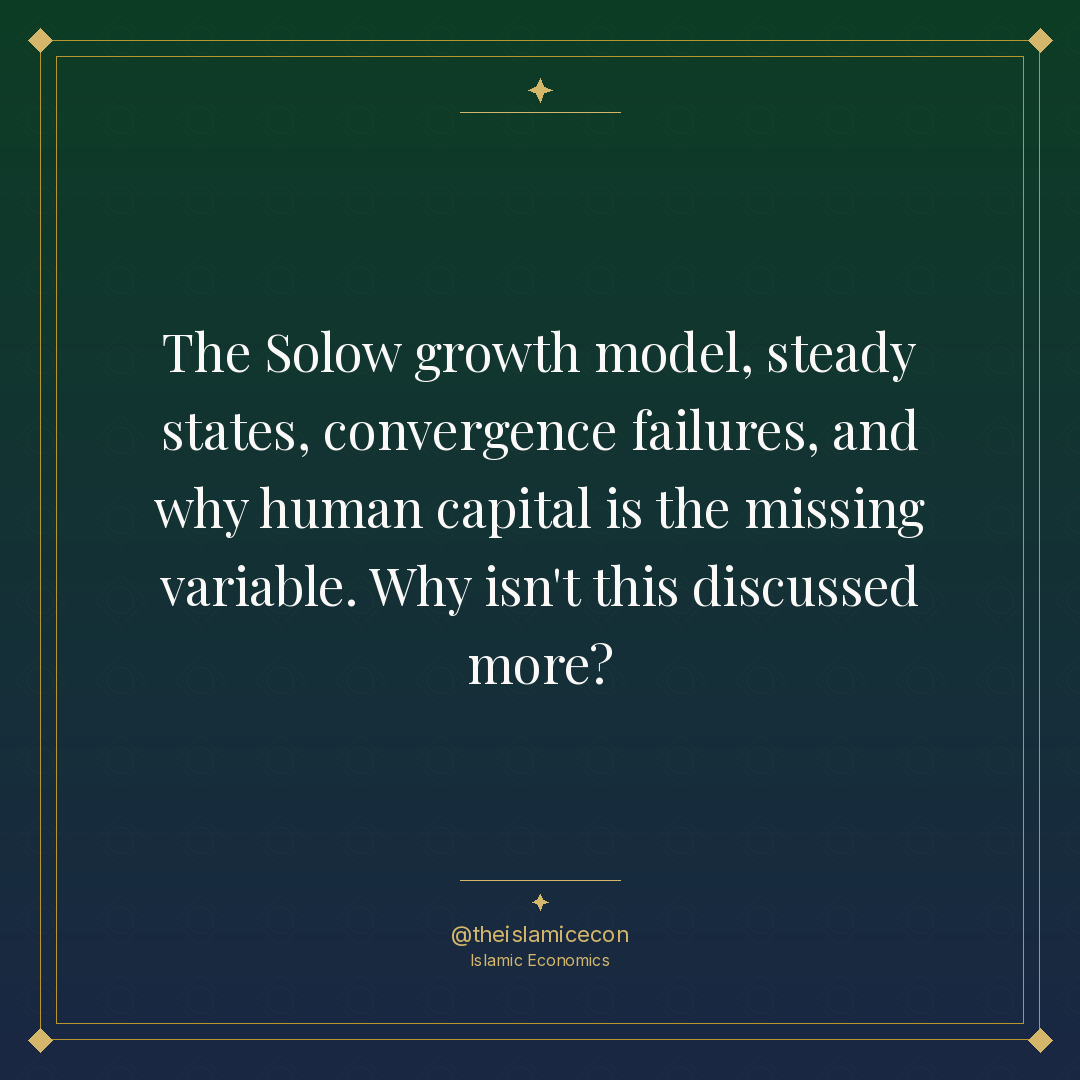 The Solow growth model, steady
states, convergence failures, and
why human capital is the missing
variable. Why isn't this discussed
more?
@theislamicecon
Islamic Economics